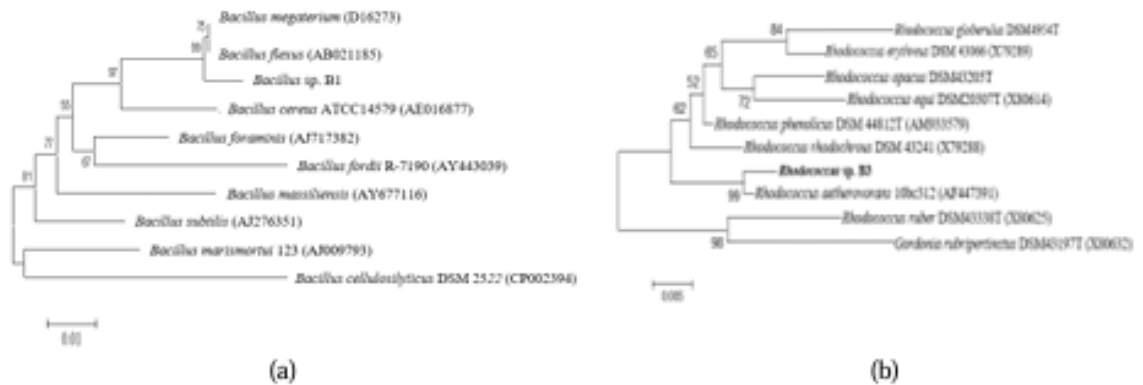 Bacillus megaterium (D16273)
Bacillus flexus (AB021185)
Bacillus sp. B1
Bacillus cereus ATCC14579 (AE016877)
Bacillus foraminis (AJ717382)
Bacillus fordii R-7190 (AY443039)
Bacillus massiliensis (AY677116)
Bacillus subtilis (AJ276351)
Bacillus marismortui 123 (AJ009793)
Bacillus cellulosilyticus DSM 2522 (CP002394)
0.01
(a)
84
65
72
62
99
98
Rhodococcus globerulus DSM4954T
Rhodococcus erythreus DSM 43066 (X79289)
Rhodococcus opacus DSM43205T
Rhodococcus equi DSM20307T (X80614)
Rhodococcus phenolicus DSM 44812T (AM933579)
Rhodococcus rhodochrous DSM 43241 (X79288)
Rhodococcus sp. B3
Rhodococcus aetherovorans 10bc312 (AF447391)
Rhodococcus ruber DSM43338T (X80625)
Gordonia rubripertinctus DSM43197T (X80632)
0.005
(b)